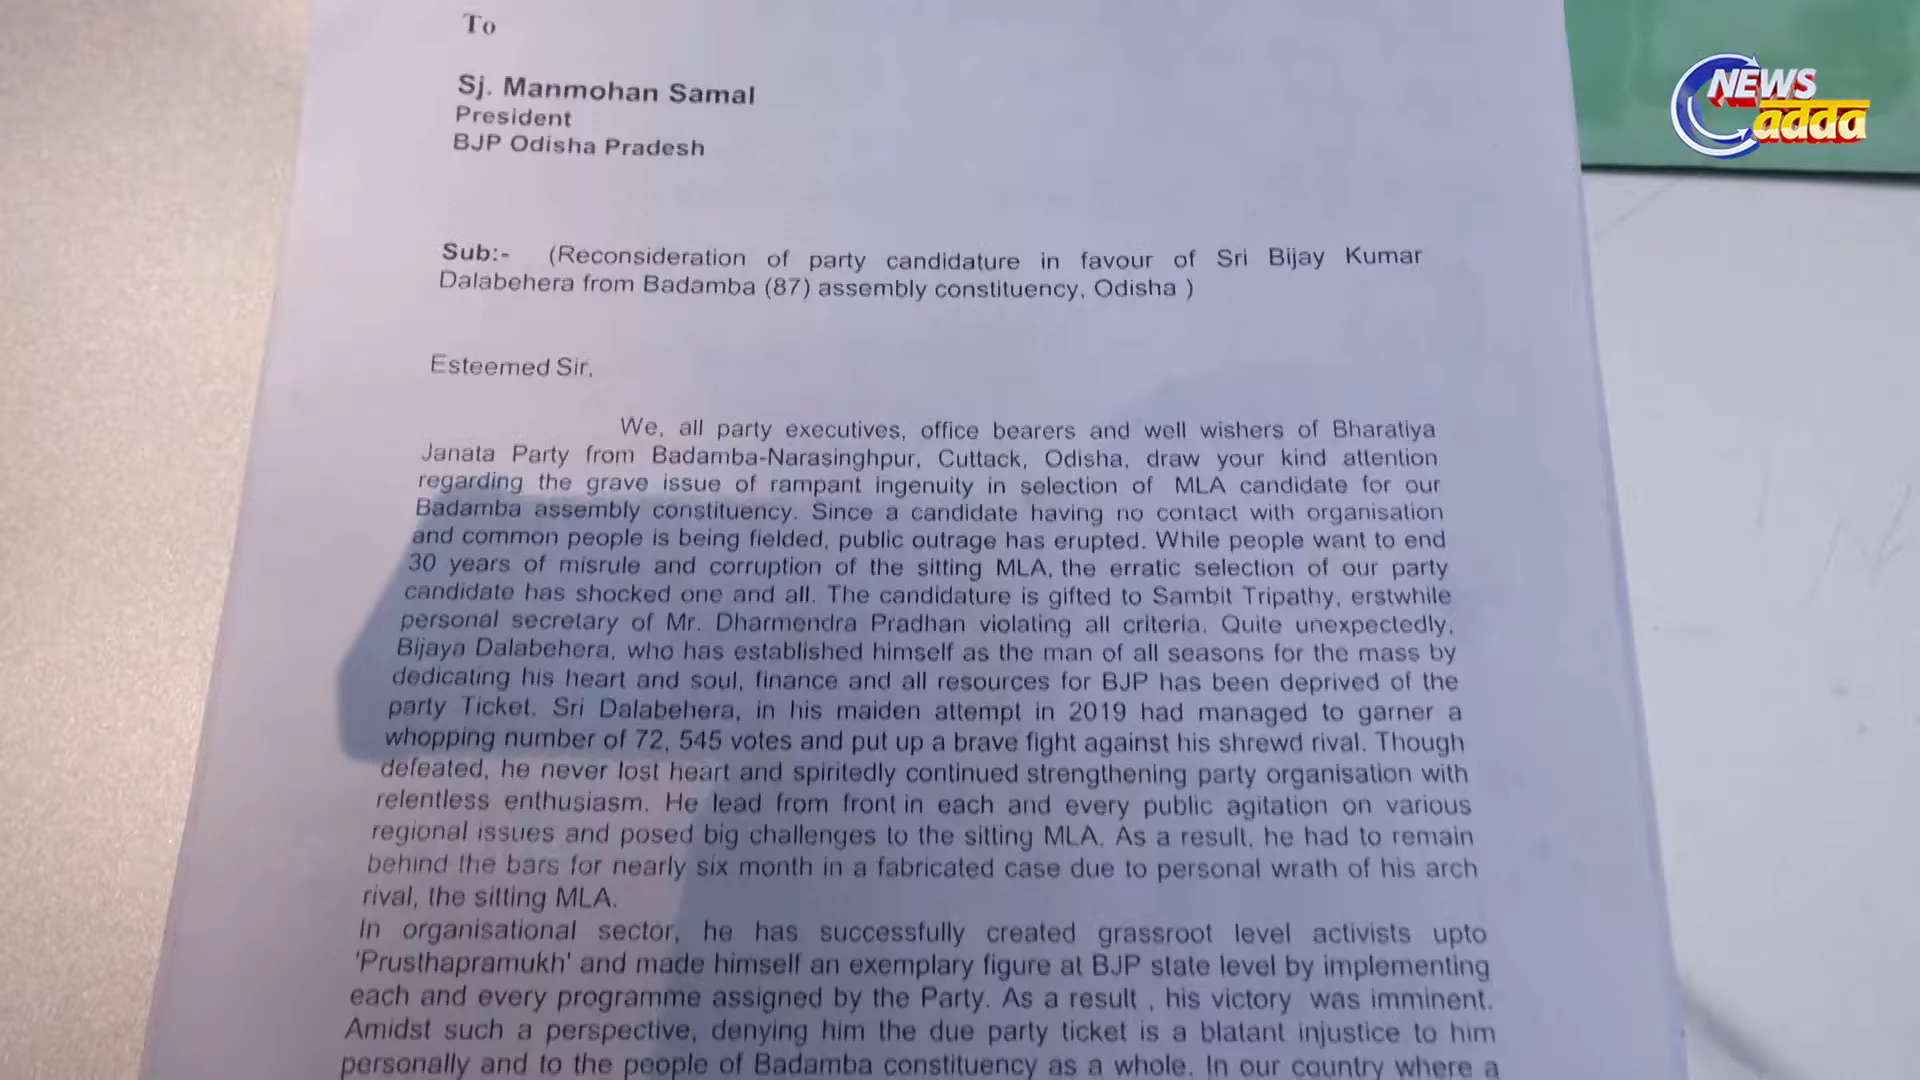 To
Sj. Manmohan Samal
President
BJP Odisha Pradesh
Sub:- (Reconsideration of party candidature in favour of Sri Bijay Kumar
Dalabehera from Badamba (87) assembly constituency, Odisha )
Esteemed Sir,
We, all party executives, office bearers and well wishers of Bharatiya
Janata Party from Badamba-Narasinghpur, Cuttack, Odisha, draw your kind attention
regarding the grave issue of rampant ingenuity in selection of MLA candidate for our
Badamba assembly constituency. Since a candidate having no contact with organisation
and common people is being fielded, public outrage has erupted. While people want to end
30 years of misrule and corruption of the sitting MLA, the erratic selection of our party
candidate has shocked one and all. The candidature is gifted to Sambit Tripathy, erstwhile
personal secretary of Mr. Dharmendra Pradhan violating all criteria. Quite unexpectedly,
Bijaya Dalabehera, who has established himself as the man of all seasons for the mass by
dedicating his heart and soul, finance and all resources for BJP has been deprived of the
party Ticket. Sri Dalabehera, in his maiden attempt in 2019 had managed to garner a
whopping number of 72, 545 votes and put up a brave fight against his shrewd rival. Though
defeated, he never lost heart and spiritedly continued strengthening party organisation with
relentless enthusiasm. He lead from front in each and every public agitation on various
regional issues and posed big challenges to the sitting MLA. As a result, he had to remain
behind the bars for nearly six month in a fabricated case due to personal wrath of his arch
rival, the sitting MLA.
In organisational sector, he has successfully created grassroot level activists upto
'Prusthapramukh' and made himself an exemplary figure at BJP state level by implementing
each and every programme assigned by the Party. As a result , his victory was imminent.
Amidst such a perspective, denying him the due party ticket is a blatant injustice to him
personally and to the people of Badamba constituency as a whole. In our country where a
NEWS
adda